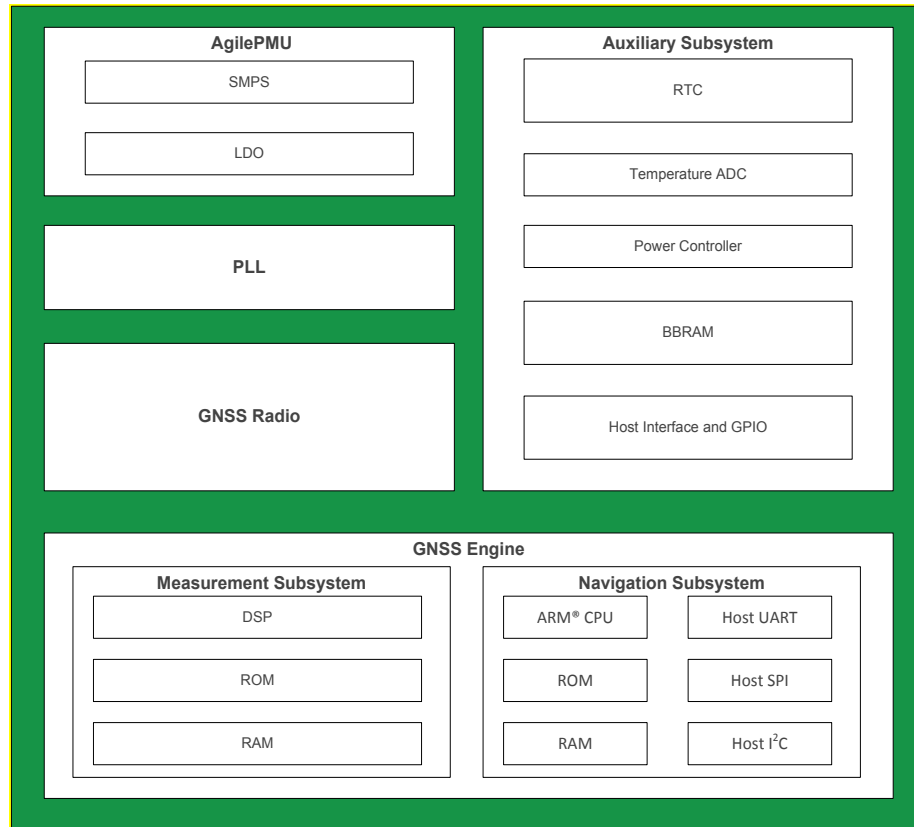 AgilePMU
SMPS
LDO
PLL
GNSS Radio
Auxiliary Subsystem
RTC
Temperature ADC
Power Controller
BBRAM
Host Interface and GPIO
GNSS Engine
Measurement Subsystem
DSP
ROM
RAM
Navigation Subsystem
ARM® CPU
Host UART
ROM
Host SPI
RAM
Host I²C